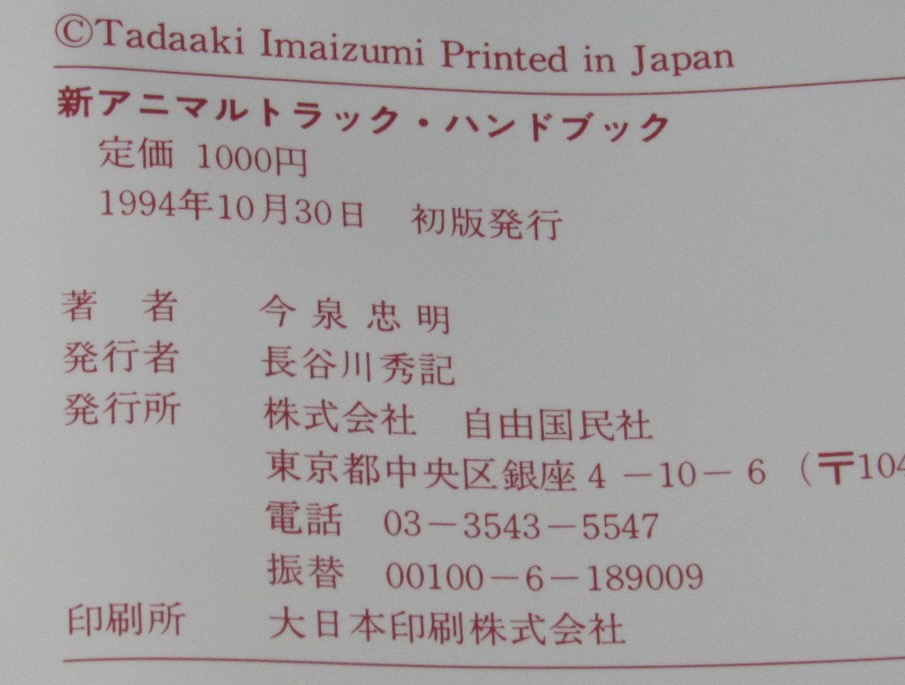 ©Tadaaki Imaizumi Printed in Japan
新アニマルトラック・ハンドブック
定価 1000円
1994年10月30日 初版発行
著 者 今泉忠明
発行者 長谷川秀記
発行所 株式会社 自由国民社
東京都中央区銀座4−10−6（〒104
電話 03−3543−5547
振替 00100−6−189009
印刷所 大日本印刷株式会社